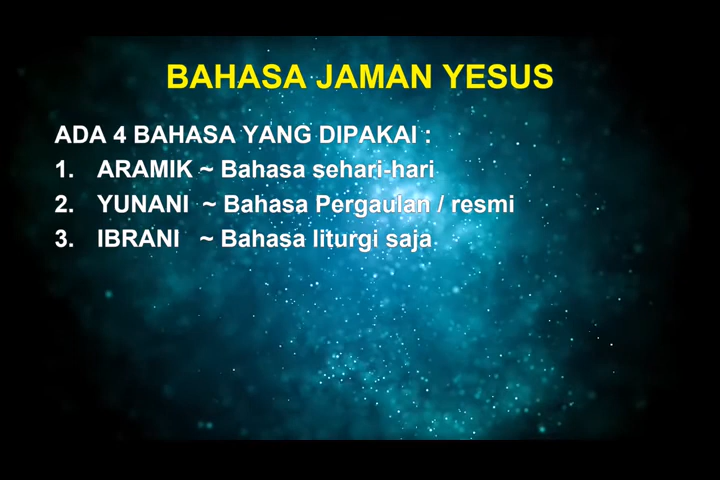 BAHASA JAMAN YESUS
ADA 4 BAHASA YANG DIPAKAI :
1. ARAMIK ~ Bahasa sehari-hari
2. YUNANI ~ Bahasa Pergaulan / resmi
3. IBRANI ~ Bahasa liturgi saja